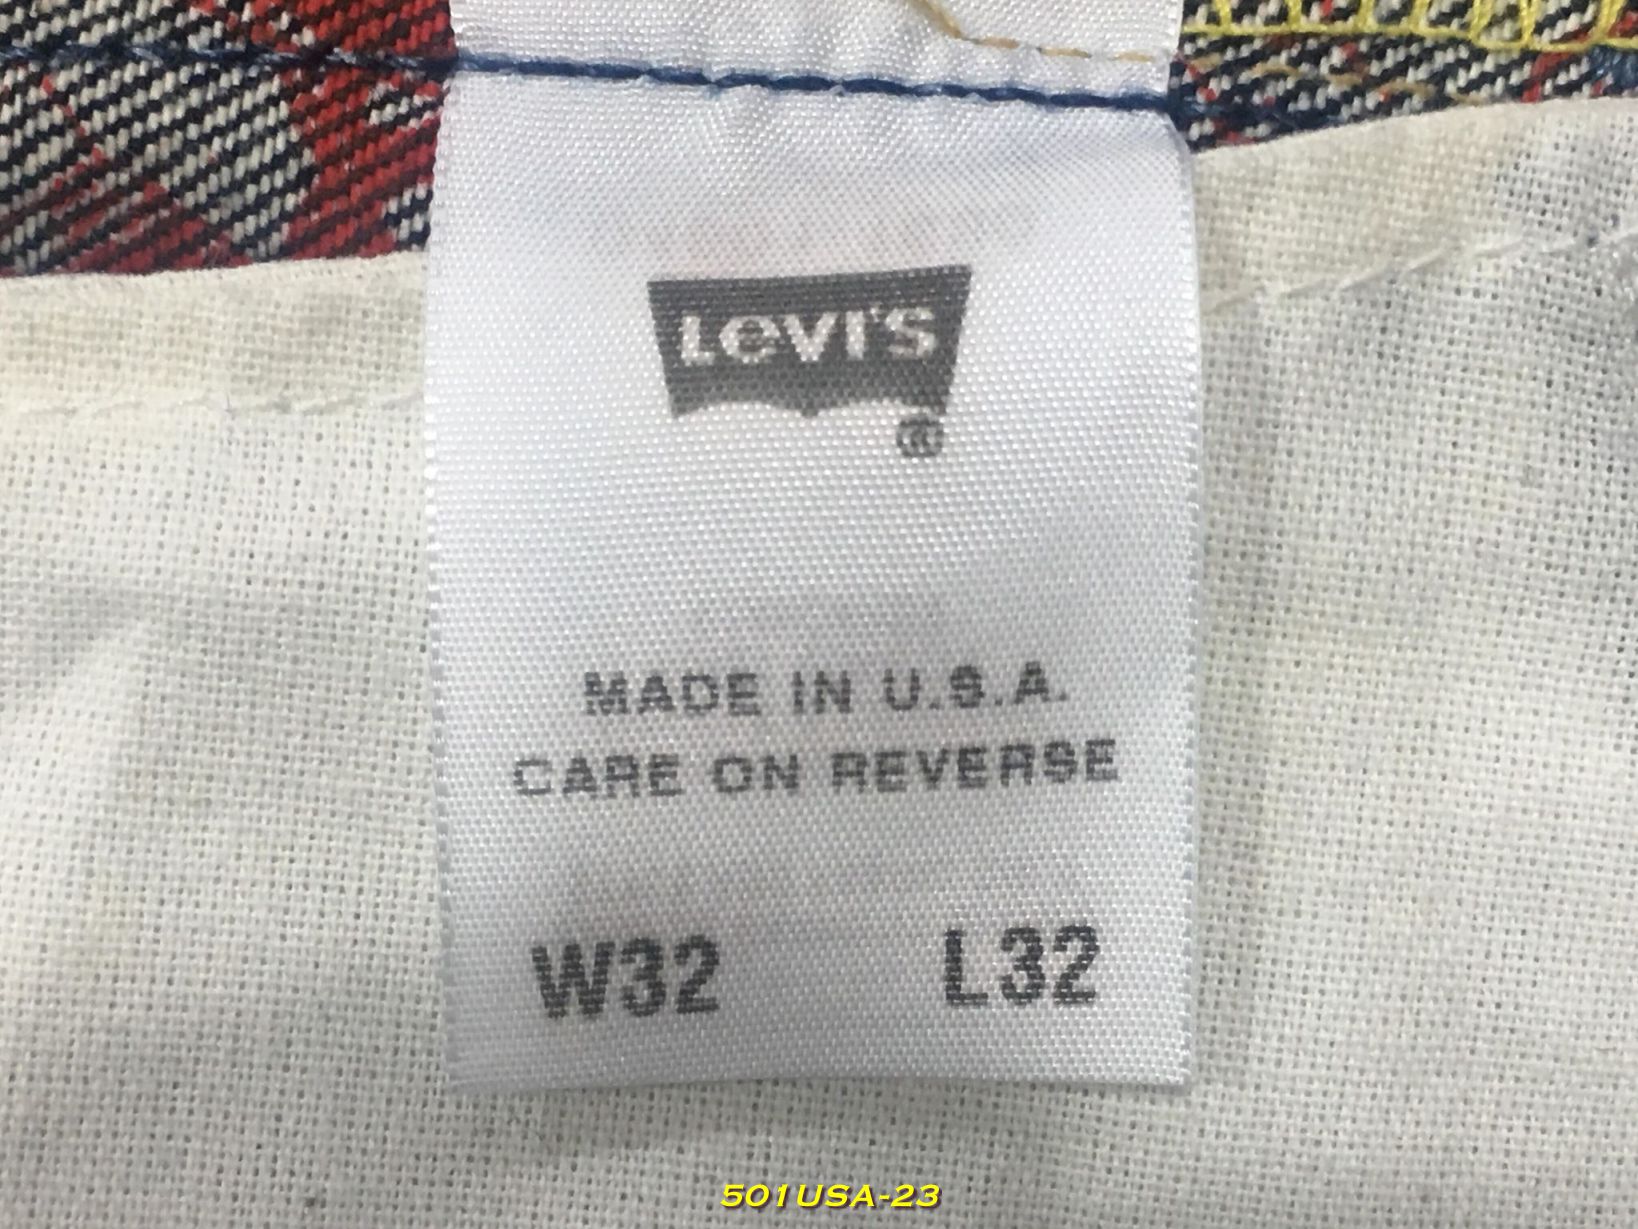 LEVI'S
®
MADE IN U.S.A.
CARE ON REVERSE
W32 L32
501USA-23